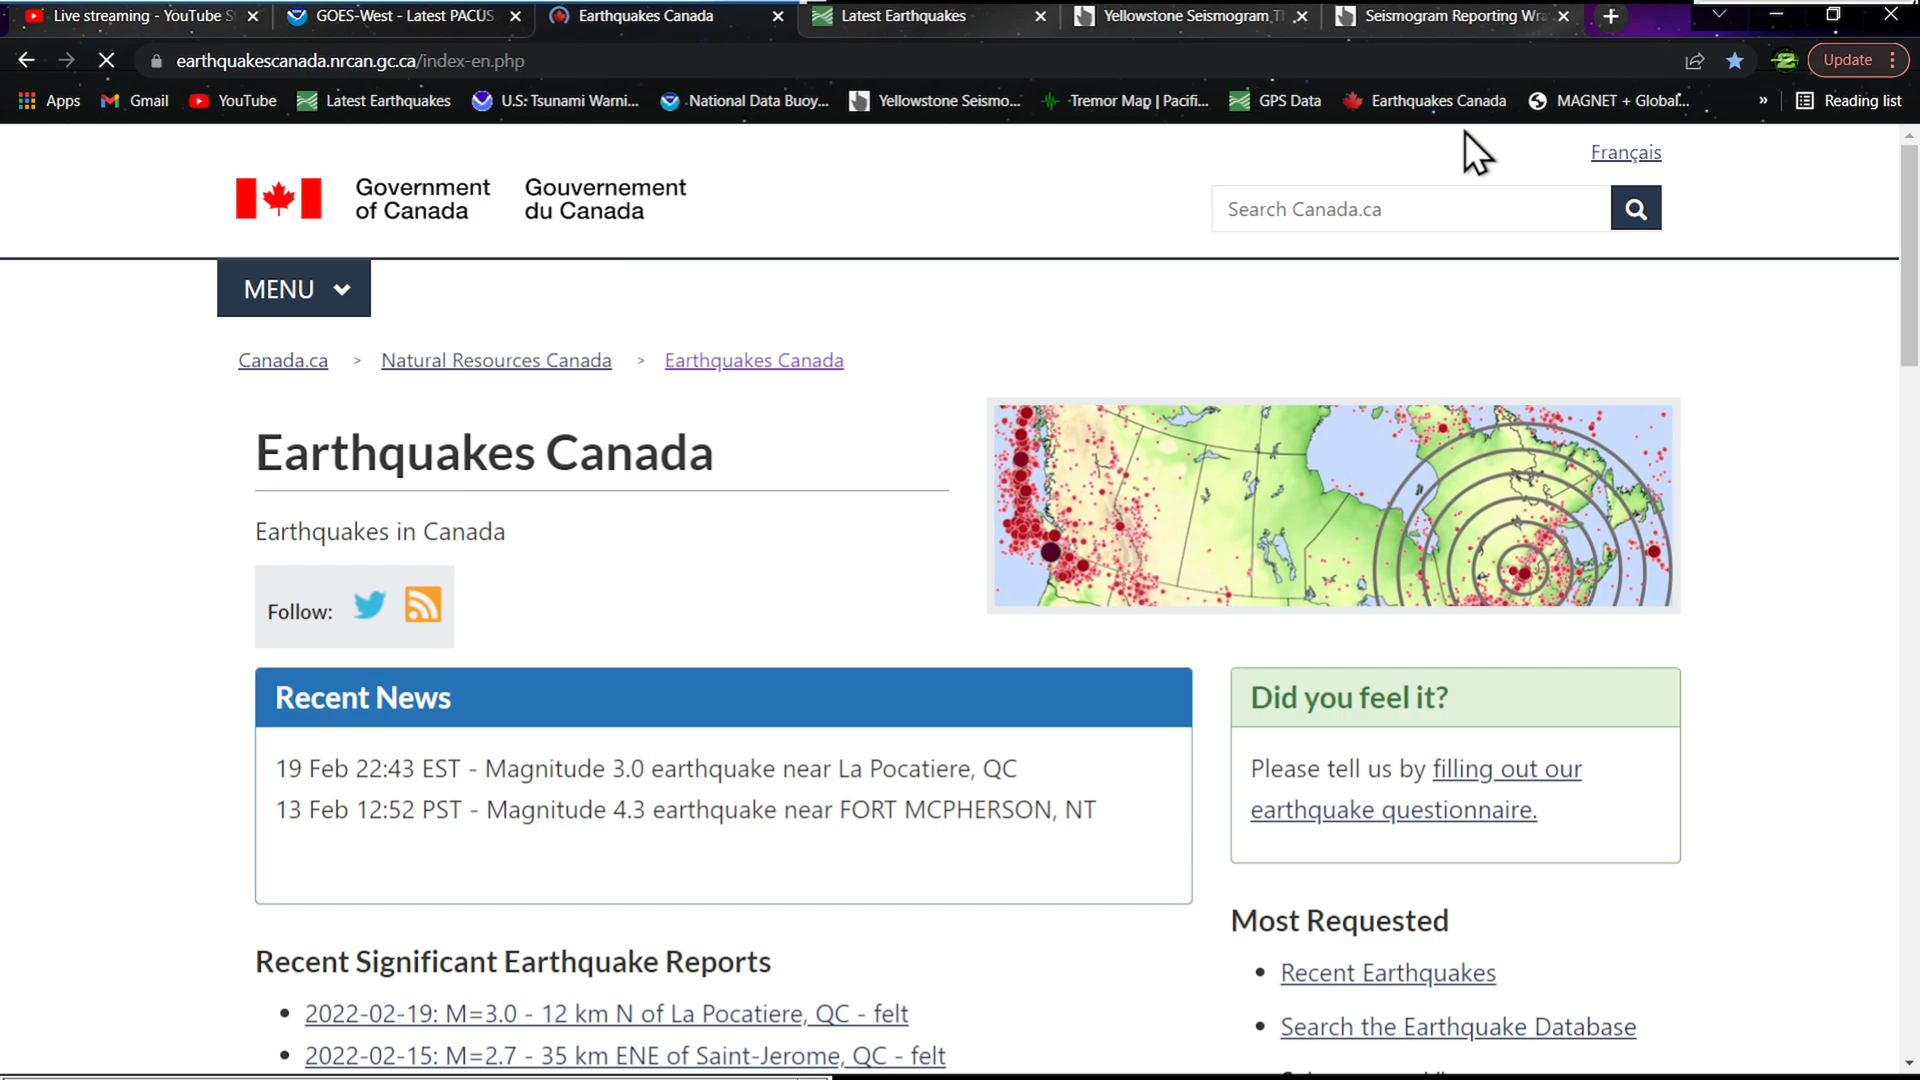 Live streaming - YouTube S
GOES-West - Latest PACUS
Earthquakes Canada
Latest Earthquakes
Yellowstone Seismogram
Seismogram Reporting Wra
earthquakescanada.nrcan.gc.ca/index-en.php
Update
Apps
Gmail
YouTube
Latest Earthquakes
U.S: Tsunami Warni...
National Data Buoy...
Yellowstone Seismo...
Tremor Map | Pacifi...
GPS Data
Earthquakes Canada
MAGNET + Global...
»
Reading list
Français
Government
of Canada
Gouvernement
du Canada
Search Canada.ca
MENU
Canada.ca > Natural Resources Canada > Earthquakes Canada
Earthquakes Canada
Earthquakes in Canada
Follow:
Recent News
19 Feb 22:43 EST - Magnitude 3.0 earthquake near La Pocatiere, QC
13 Feb 12:52 PST - Magnitude 4.3 earthquake near FORT MCPHERSON, NT
Did you feel it?
Please tell us by filling out our
earthquake questionnaire.
Recent Significant Earthquake Reports
2022-02-19: M=3.0 - 12 km N of La Pocatiere, QC - felt
2022-02-15: M=2.7 - 35 km ENE of Saint-Jerome, QC - felt
Most Requested
Recent Earthquakes
Search the Earthquake Database